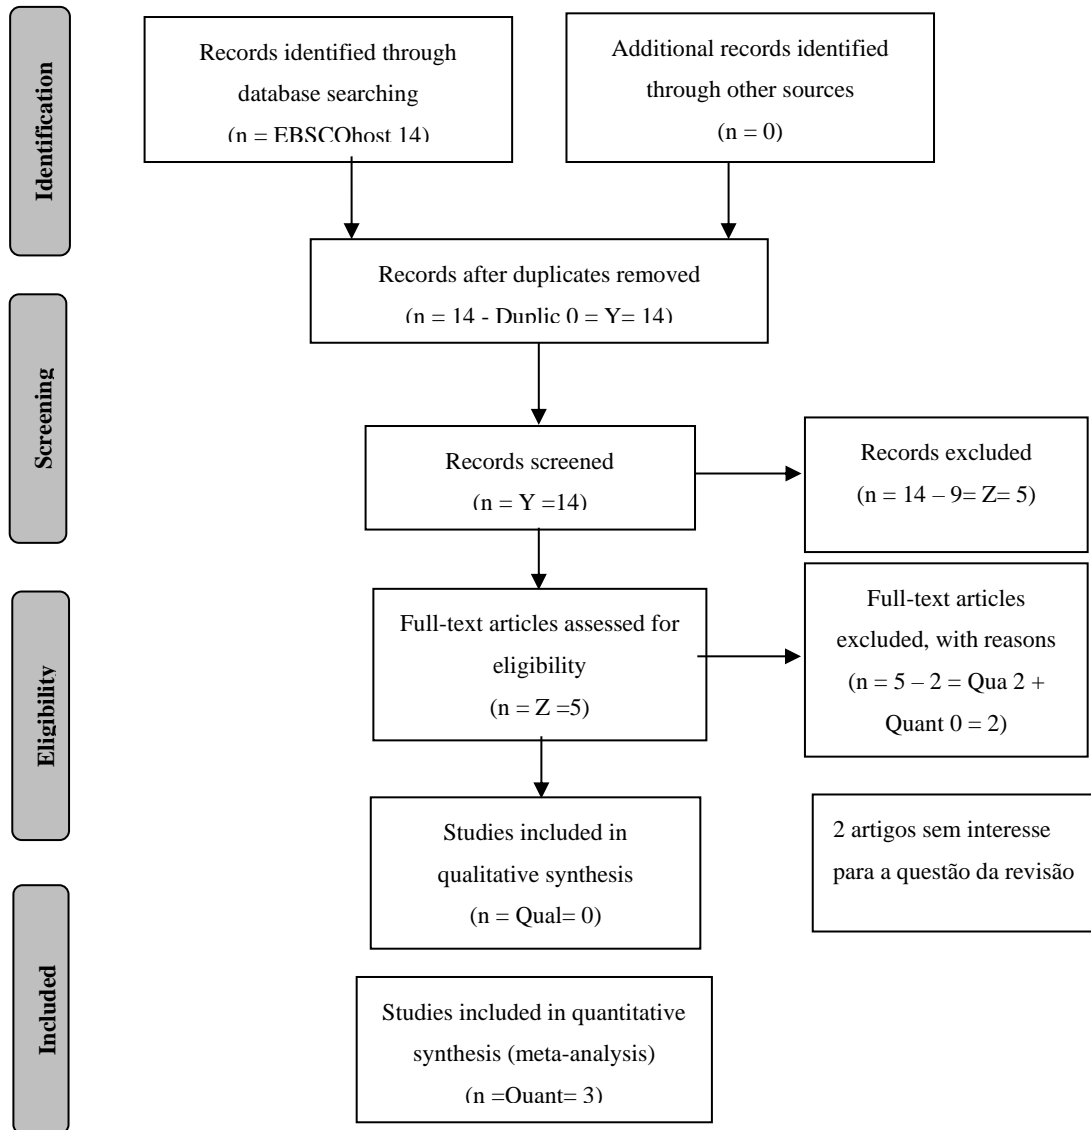 Identification
Records identified through
database searching
(n = EBSCOhost 14)
Additional records identified
through other sources
(n = 0)
Records after duplicates removed
(n = 14 - Duplic 0 = Y= 14)
Screening
Records screened
(n = Y =14)
Records excluded
(n = 14 – 9= Z= 5)
Eligibility
Full-text articles assessed for
eligibility
(n = Z =5)
Full-text articles
excluded, with reasons
(n = 5 – 2 = Qua 2 +
Quant 0 = 2)
Studies included in
qualitative synthesis
(n = Qual= 0)
2 artigos sem interesse
para a questão da revisão
Included
Studies included in quantitative
synthesis (meta-analysis)
(n =Quant= 3)